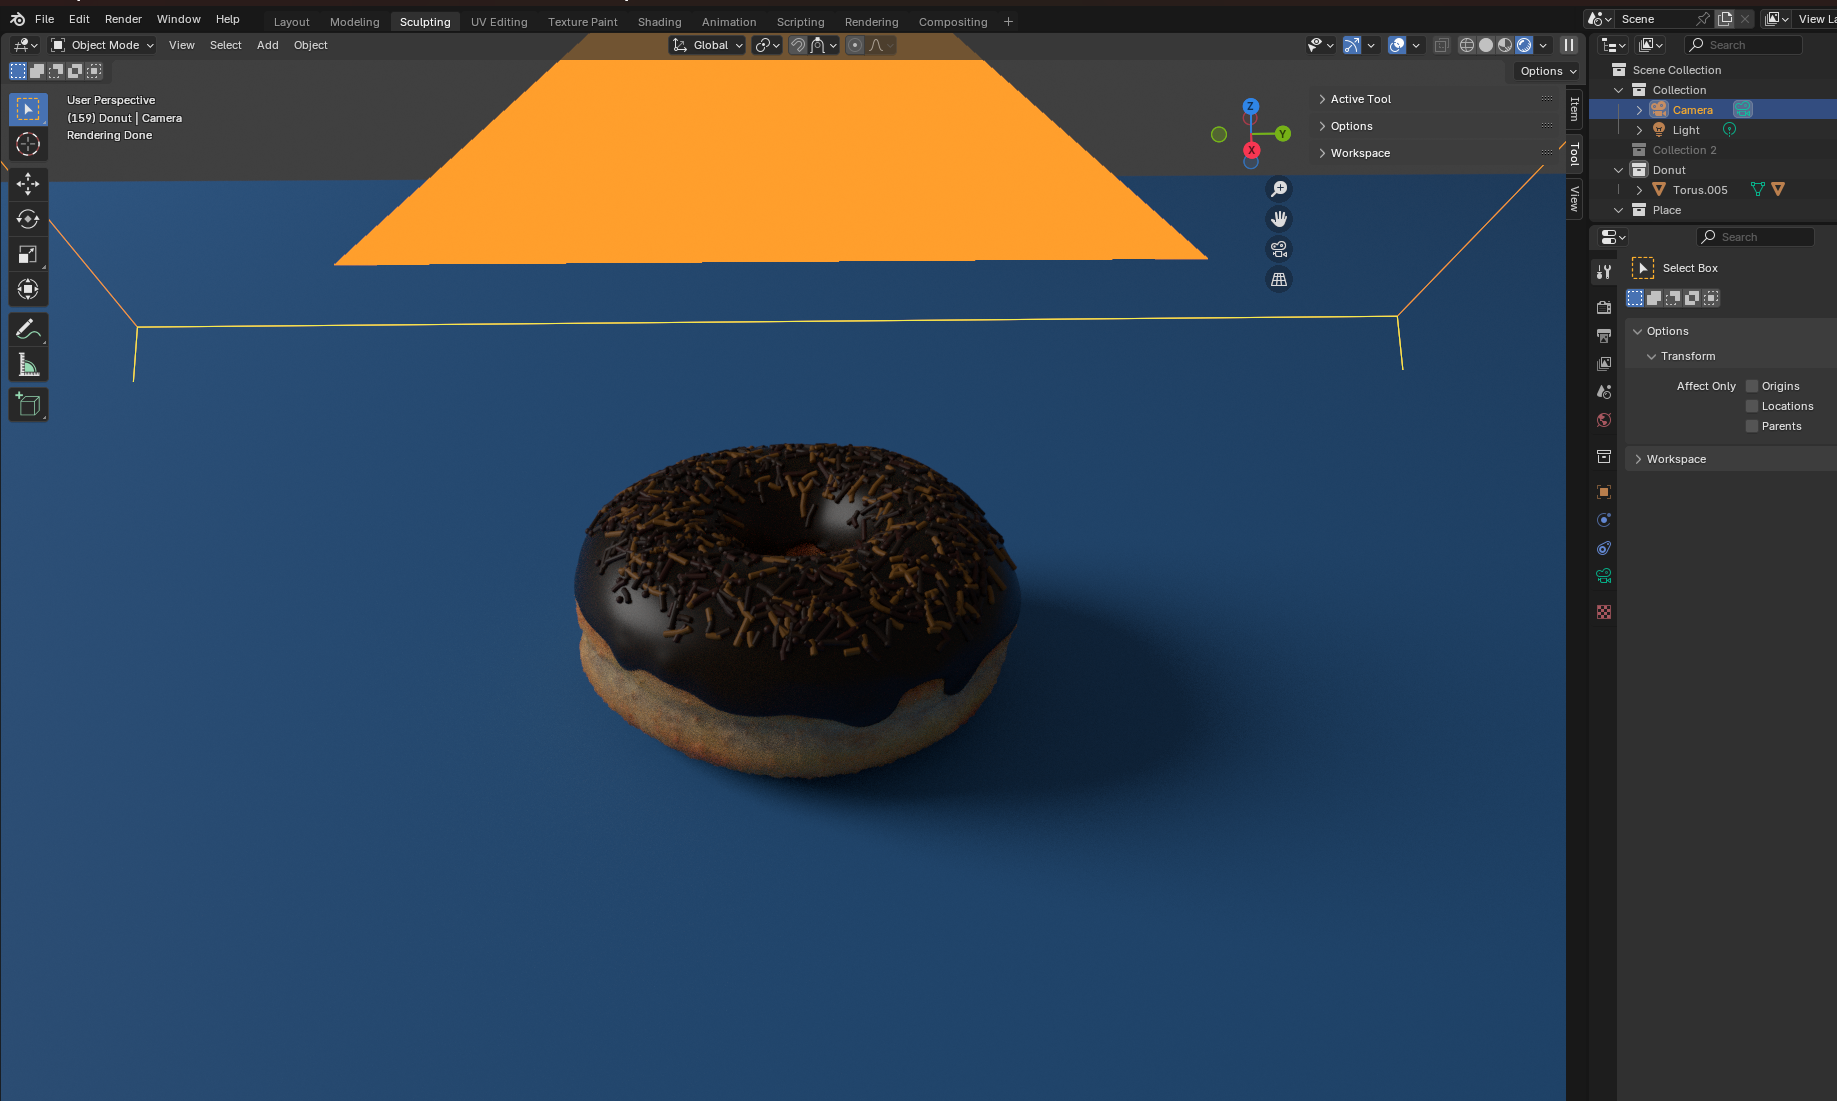 File Edit Render Window Help
Layout Modeling Sculpting UV Editing Texture Paint Shading Animation Scripting Rendering Compositing +
Scene
View La
Object Mode View Select Add Object
Global
Search
Options
User Perspective
(159) Donut | Camera
Rendering Done
Z
Y
X
Active Tool
Options
Workspace
Item
Tool
View
Scene Collection
Collection
Camera
Light
Collection 2
Donut
Torus.005
Place
Search
Select Box
Options
Transform
Affect Only Origins
Locations
Parents
Workspace